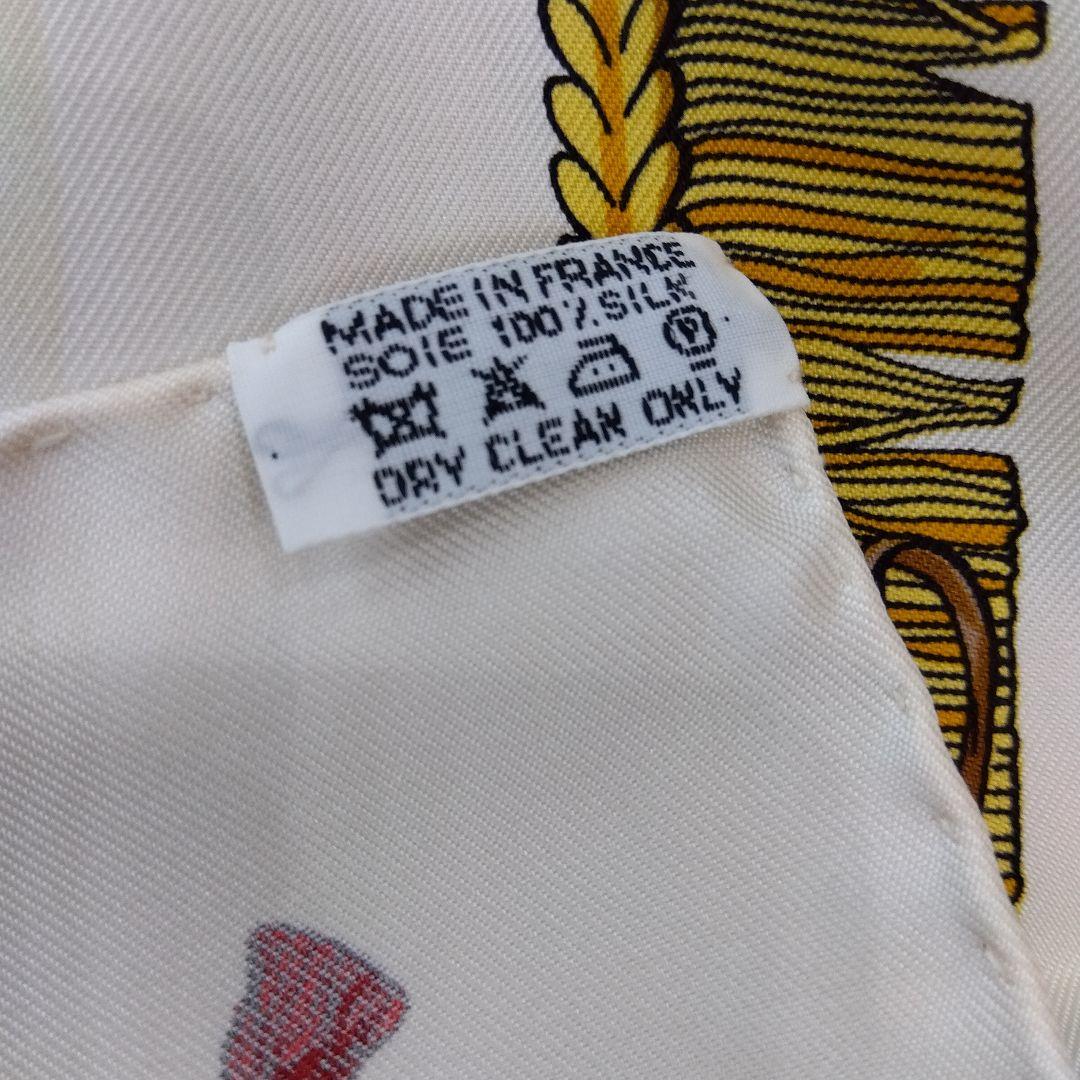 MADE IN FRANCE
SOIE 100% SILK
P
DRY CLEAN ONLY